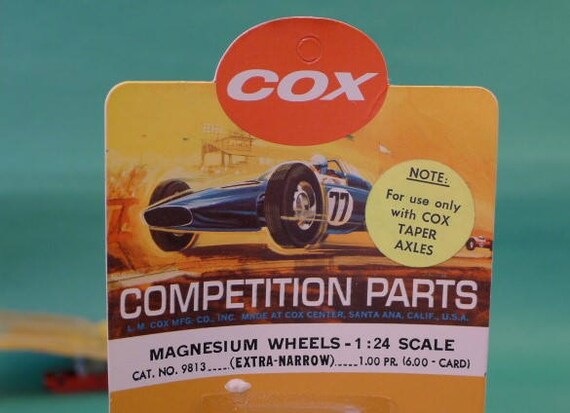 COX
77
NOTE:
For use only
with COX
TAPER
AXLES
COMPETITION PARTS
L. M. COX MFG. CO., INC. MADE AT COX CENTER, SANTA ANA, CALIF., U.S.A.
MAGNESIUM WHEELS - 1:24 SCALE
CAT. NO. 9813.....(EXTRA-NARROW).....1.00 PR. (6.00 - CARD)